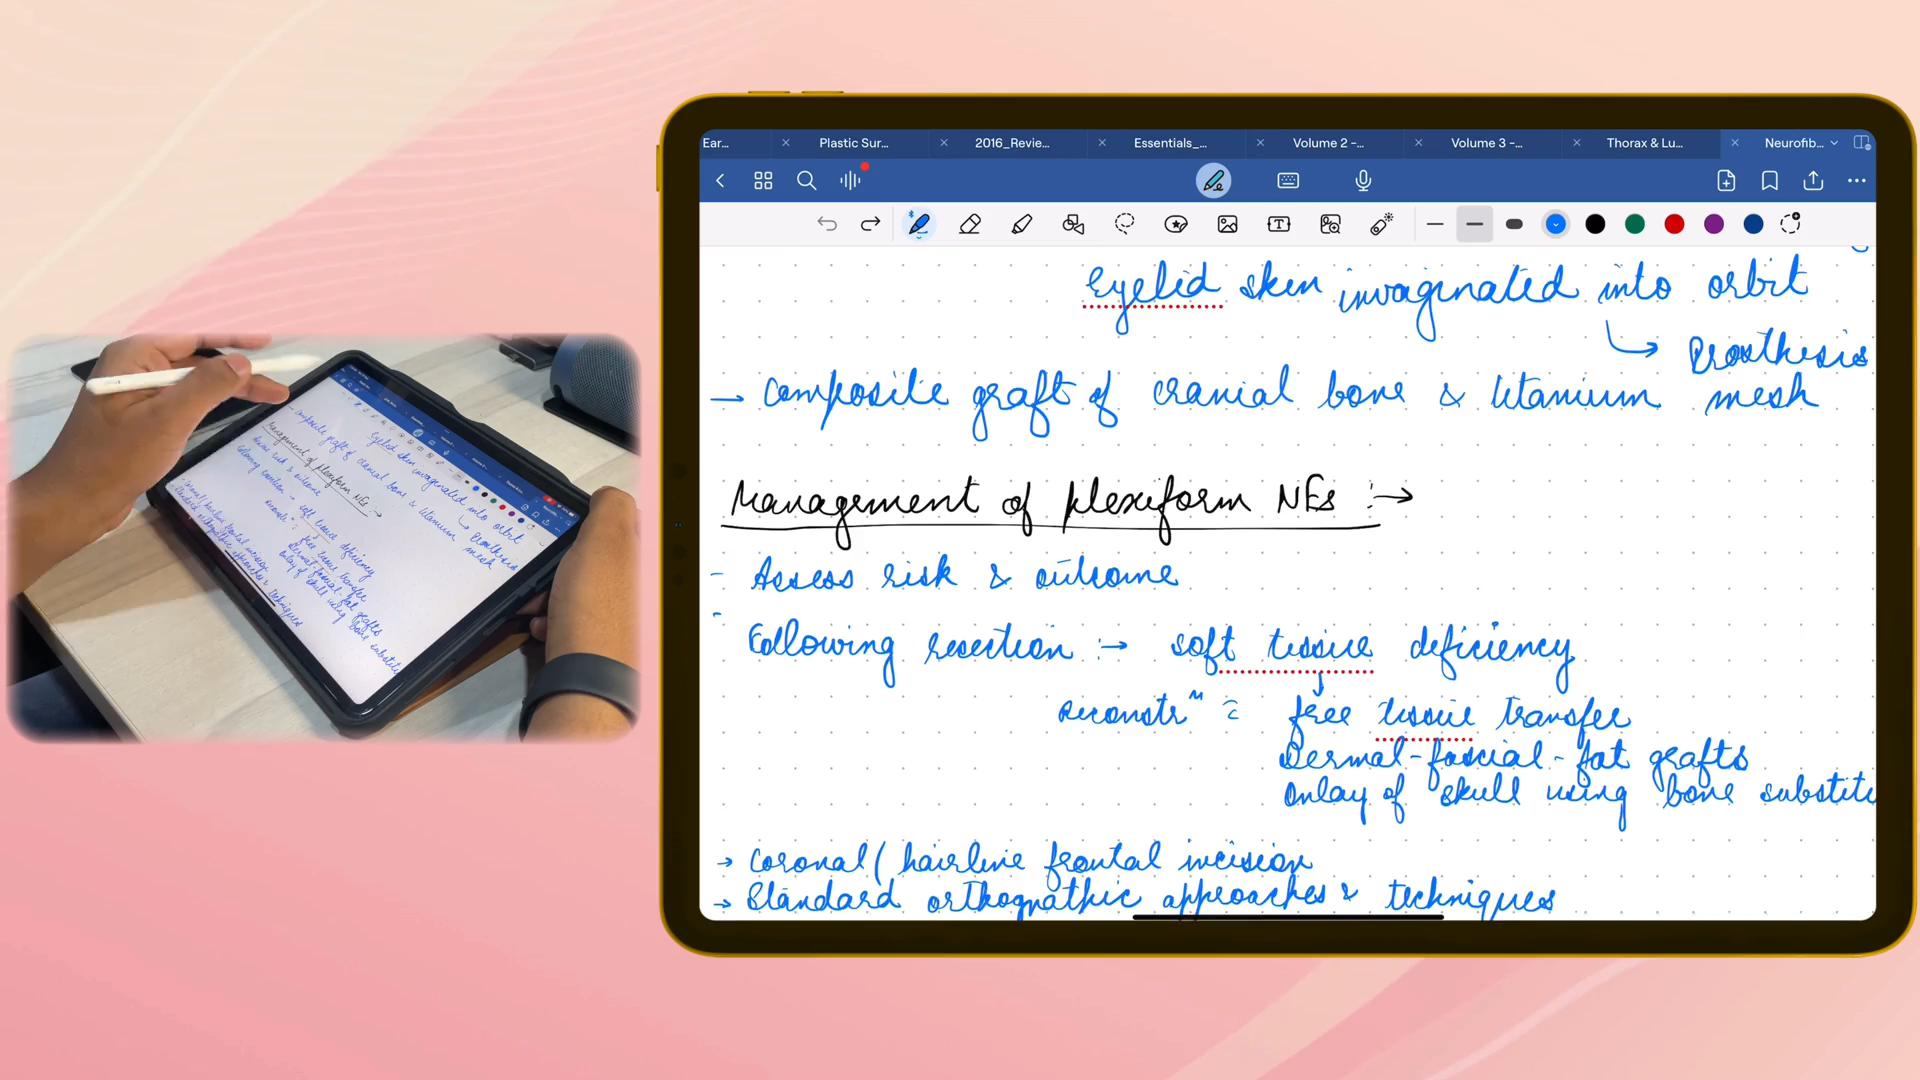 Ear...
Plastic Sur...
2016_Revie...
Essentials_...
Volume 2 -...
Volume 3 -...
Thorax & Lu...
Neurofib...
Eyelid skin invaginated into orbit
Prosthesis
→ Composite graft of cranial bone & titanium mesh
Management of plexiform NFs :→
- Assess risk & outcome
- Following resection :→ soft tissue deficiency
↓
Reconstrⁿ = free tissue transfer
Dermal-fascial-fat grafts
Onlay of skull using bone substitu
→ Coronal / hairline frontal incision
→ Standard orthognathic approaches & techniques